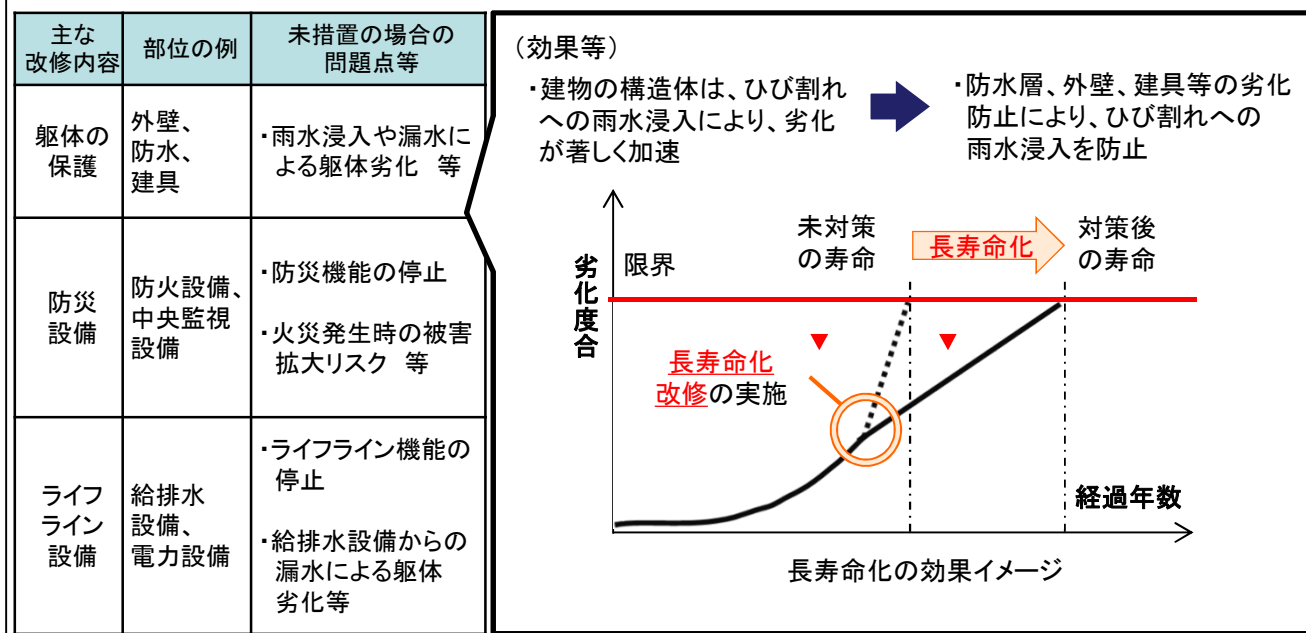 主な
改修内容
部位の例
未措置の場合の
問題点等
躯体の
保護
外壁、
防水、
建具
・雨水浸入や漏水に
よる躯体劣化　等
防災
設備
防火設備、
中央監視
設備
・防災機能の停止
・火災発生時の被害
拡大リスク　等
ライフ
ライン
設備
給排水
設備、
電力設備
・ライフライン機能の
停止
・給排水設備からの
漏水による躯体
劣化等
（効果等）
・建物の構造体は、ひび割れ
への雨水浸入により、劣化
が著しく加速
・防水層、外壁、建具等の劣化
防止により、ひび割れへの
雨水浸入を防止
未対策
の寿命
長寿命化
対策後
の寿命
劣化度合
限界
長寿命化
改修の実施
経過年数
長寿命化の効果イメージ